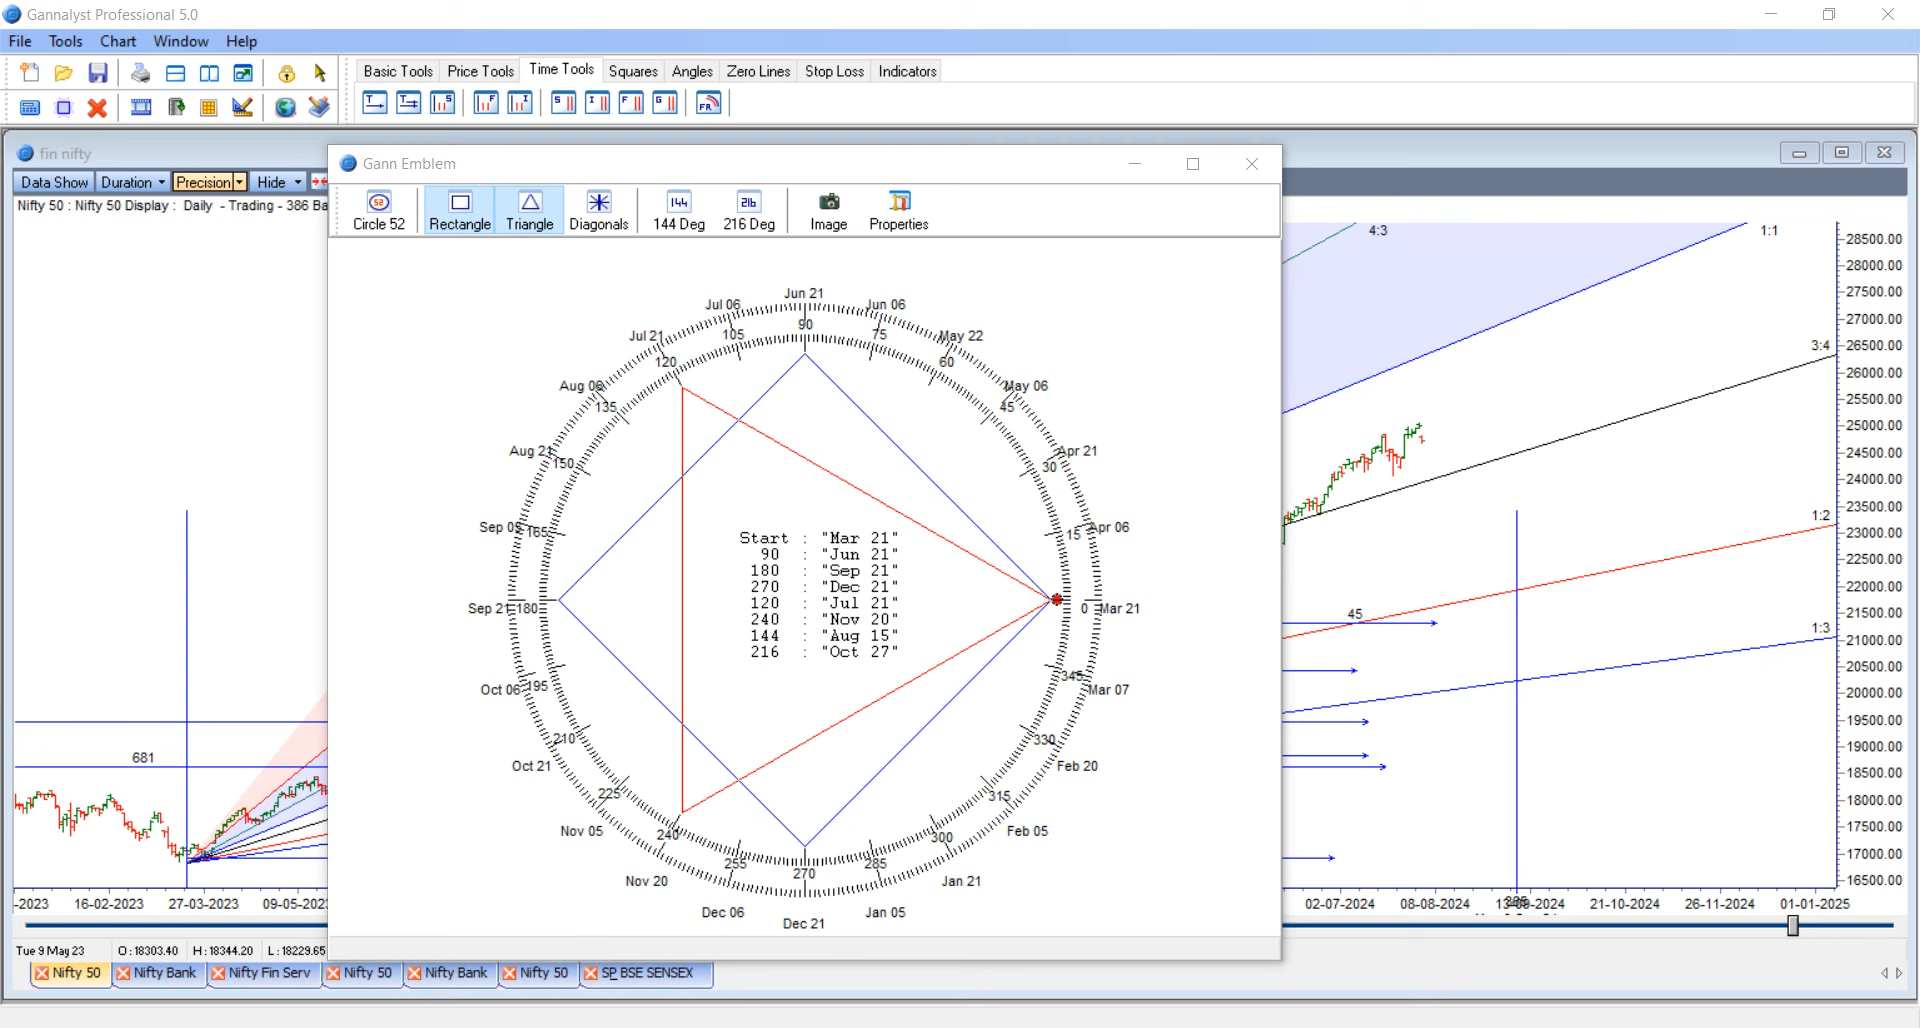 Gannalyst Professional 5.0
File Tools Chart Window Help
Basic Tools Price Tools Time Tools Squares Angles Zero Lines Stop Loss Indicators
fin nifty
Data Show Duration Precision Hide
Nifty 50 : Nifty 50 Display : Daily - Trading - 386 Ba
Gann Emblem
Circle 52 Rectangle Triangle Diagonals 144 Deg 216 Deg Image Properties
Jun 21
Jul 06 Jun 06
90
105 75
Jul 21 May 22
120 60
Aug 06 May 06
135 45
Aug 21 Apr 21
150 30
Sep 05 Apr 06
165 15
Start : "Mar 21"
90 : "Jun 21"
180 : "Sep 21"
270 : "Dec 21"
120 : "Jul 21"
240 : "Nov 20"
144 : "Aug 15"
216 : "Oct 27"
Sep 21 180 0 Mar 21
Oct 06 195 345 Mar 07
210 330
Oct 21 Feb 20
225 315
Nov 05 Feb 05
240 300
255 285
270
Nov 20 Jan 21
Dec 06 Jan 05
Dec 21
4:3 1:1
3:4
1:2
45
1:3
681
28500.00
28000.00
27500.00
27000.00
26500.00
26000.00
25500.00
25000.00
24500.00
24000.00
23500.00
23000.00
22500.00
22000.00
21500.00
21000.00
20500.00
20000.00
19500.00
19000.00
18500.00
18000.00
17500.00
17000.00
16500.00
-2023 16-02-2023 27-03-2023 09-05-2023 02-07-2024 08-08-2024 13-09-2024 21-10-2024 26-11-2024 01-01-2025
Tue 9 May 23 O : 18303.40 H : 18344.20 L : 18229.65
Nifty 50 Nifty Bank Nifty Fin Serv Nifty 50 Nifty Bank Nifty 50 SP BSE SENSEX